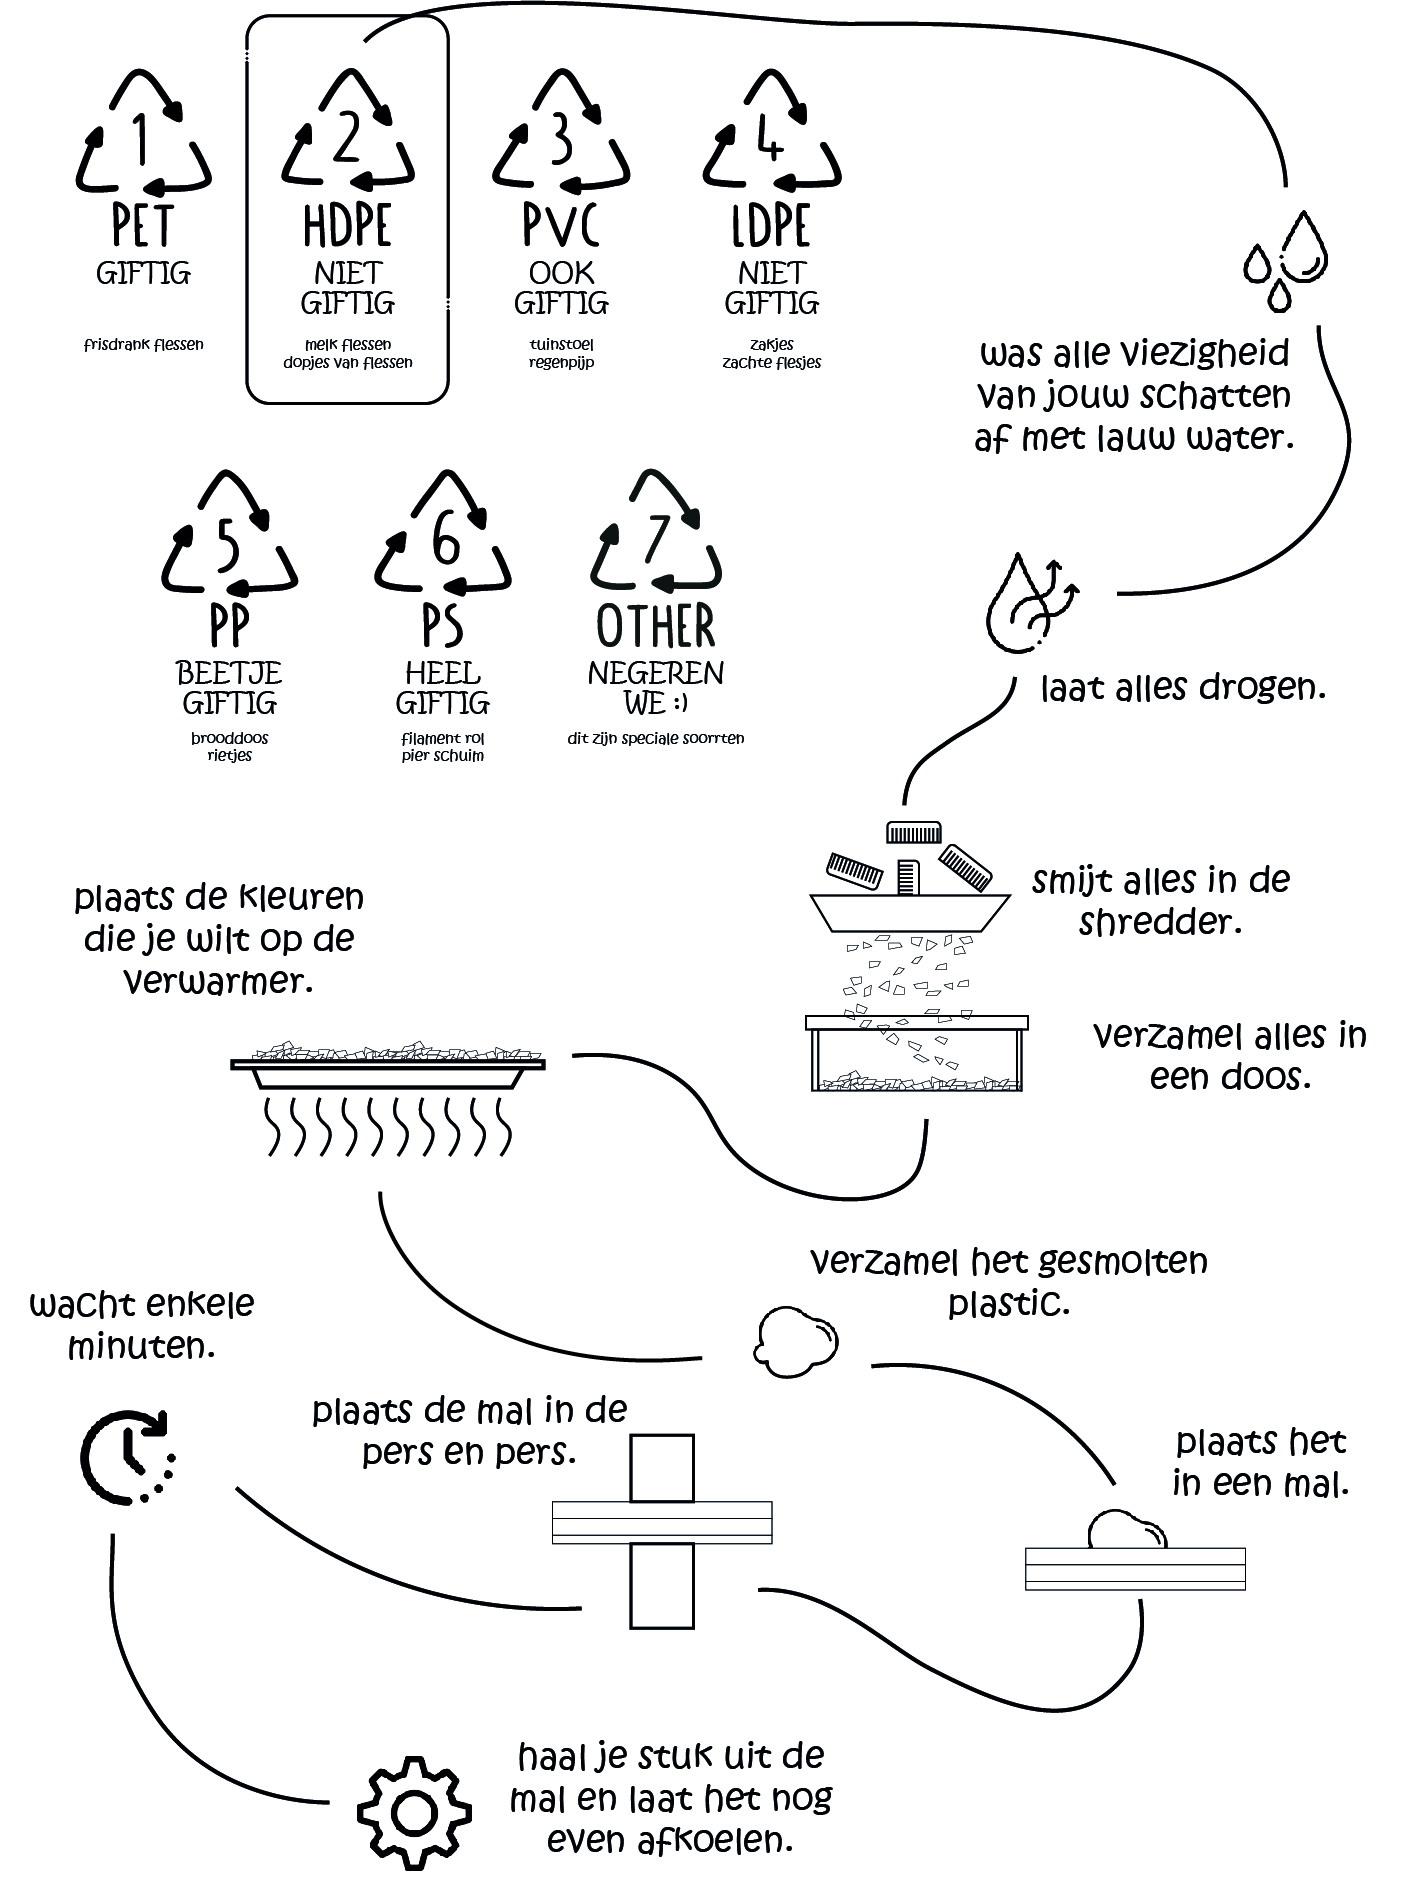 1
PET
GIFTIG
frisdrank flessen
2
HDPE
NIET
GIFTIG
melk flessen
dopjes van flessen
3
PVC
OOK
GIFTIG
tuinstoel
regenpijp
4
LDPE
NIET
GIFTIG
zakjes
zachte flesjes
5
PP
BEETJE
GIFTIG
brooddoos
rietjes
6
PS
HEEL
GIFTIG
filament rol
pier schuim
7
OTHER
NEGEREN
WE :)
dit zijn speciale soorrten
was alle viezigheid
van jouw schatten
af met lauw water.
laat alles drogen.
smijt alles in de
shredder.
verzamel alles in
een doos.
plaats de kleuren
die je wilt op de
verwarmer.
verzamel het gesmolten
plastic.
plaats het
in een mal.
plaats de mal in de
pers en pers.
wacht enkele
minuten.
haal je stuk uit de
mal en laat het nog
even afkoelen.